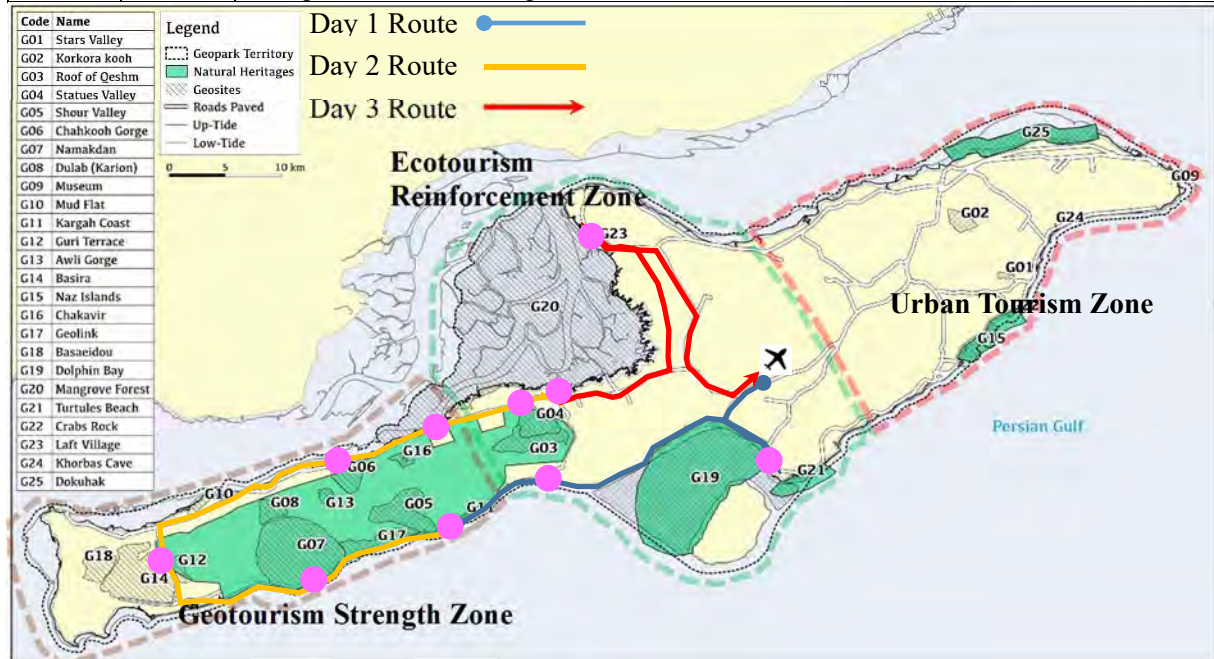 Code Name
G01 Stars Valley
G02 Korkora kooh
G03 Roof of Qeshm
G04 Statues Valley
G05 Shour Valley
G06 Chahkooh Gorge
G07 Namakdan
G08 Dulab (Karion)
G09 Museum
G10 Mud Flat
G11 Kargah Coast
G12 Guri Terrace
G13 Awli Gorge
G14 Basira
G15 Naz Islands
G16 Chakavir
G17 Geolink
G18 Basaeidou
G19 Dolphin Bay
G20 Mangrove Forest
G21 Turtules Beach
G22 Crabs Rock
G23 Laft Village
G24 Khorbas Cave
G25 Dokuhak
Legend
Geopark Territory
Natural Heritages
Geosites
Roads Paved
Up-Tide
Low-Tide
0 5 10 km
Day 1 Route
Day 2 Route
Day 3 Route
Ecotourism
Reinforcement Zone
Urban Tourism Zone
Geotourism Strength Zone
Persian Gulf
G25
G09
G02
G24
G23
G01
G20
G15
G04
G03
G16
G06
G19
G21
G10
G08
G13
G05
G1
G17
G07
G18
G12
G14